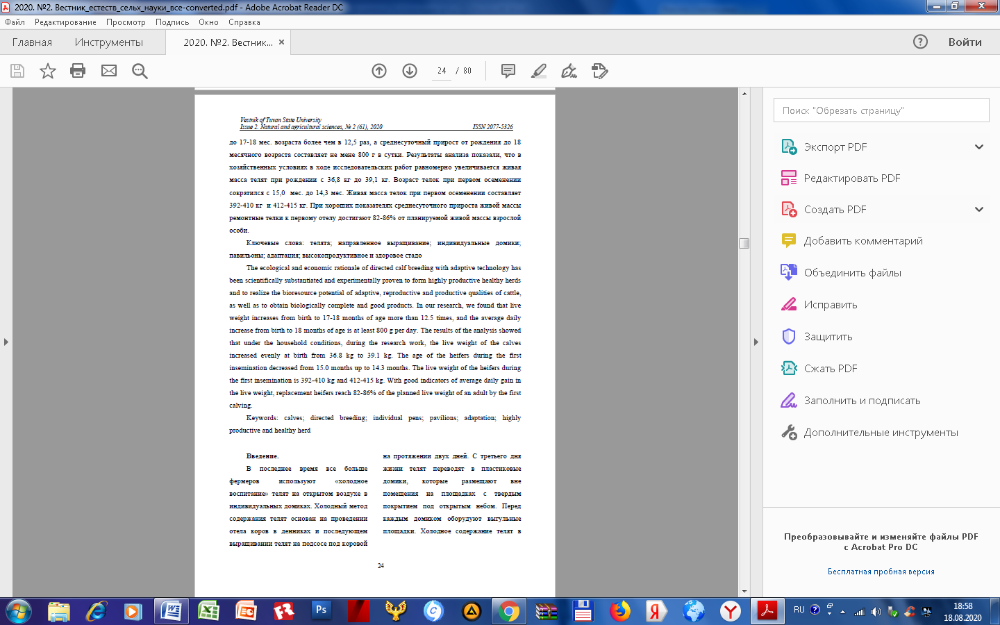 2020. №2. Вестник_естеств_сельх_науки_все-converted.pdf - Adobe Acrobat Reader DC
Файл Редактирование Просмотр Подпись Окно Справка
Главная Инструменты 2020. №2. Вестник... × Войти
24 / 80
Vestnik of Tuvan State University
Issue 2. Natural and agricultural sciences, № 2 (61), 2020 ISSN 2077-5326
до 17-18 мес. возраста более чем в 12,5 раз, а среднесуточный прирост от рождения до 18
месячного возраста составляет не мене 800 г в сутки. Результаты анализа показали, что в
хозяйственных условиях в ходе исследовательских работ равномерно увеличивается живая
масса телят при рождении с 36,8 кг до 39,1 кг. Возраст телок при первом осеменении
сократился с 15,0 мес. до 14,3 мес. Живая масса телок при первом осеменении составляет
392-410 кг и 412-415 кг. При хороших показателях среднесуточного прироста живой массы
ремонтные телки к первому отелу достигают 82-86% от планируемой живой массы взрослой
особи.
Ключевые слова: телята; направленное выращивание; индивидуальные домики;
павильоны; адаптация; высокопродуктивное и здоровое стадо
The ecological and economic rationale of directed calf breeding with adaptive technology has
been scientifically substantiated and experimentally proven to form highly productive healthy herds
and to realize the bioresource potential of adaptive, reproductive and productive qualities of cattle,
as well as to obtain biologically complete and good products. In our research, we found that live
weight increases from birth to 17-18 months of age more than 12.5 times, and the average daily
increase from birth to 18 months of age is at least 800 g per day. The results of the analysis showed
that under the household conditions, during the research work, the live weight of the calves
increased evenly at birth from 36.8 kg to 39.1 kg. The age of the heifers during the first
insemination decreased from 15.0 months up to 14.3 months. The live weight of the heifers during
the first insemination is 392-410 kg and 412-415 kg. With good indicators of average daily gain in
the live weight, replacement heifers reach 82-86% of the planned live weight of an adult by the first
calving.
Keywords: calves; directed breeding; individual pens; pavilions; adaptation; highly
productive and healthy herd
Введение.
В последнее время все больше
фермеров используют «холодное
воспитание» телят на открытом воздухе в
индивидуальных домиках. Холодный метод
содержания телят основан на проведении
отела коров в денниках и последующем
выращивании телят на подсосе под коровой
на протяжении двух дней. С третьего дня
жизни телят переводят в пластиковые
домики, которые размещают вне
помещения на площадках с твердым
покрытием под открытым небом. Перед
каждым домиком оборудуют выгульные
площадки. Холодное содержание телят в
24
Поиск "Обрезать страницу"
Экспорт PDF
Редактировать PDF
Создать PDF
Добавить комментарий
Объединить файлы
Исправить
Защитить
Сжать PDF
Заполнить и подписать
Дополнительные инструменты
Преобразовывайте и изменяйте файлы PDF
с Acrobat Pro DC
Бесплатная пробная версия
RU
18:58
18.08.2020